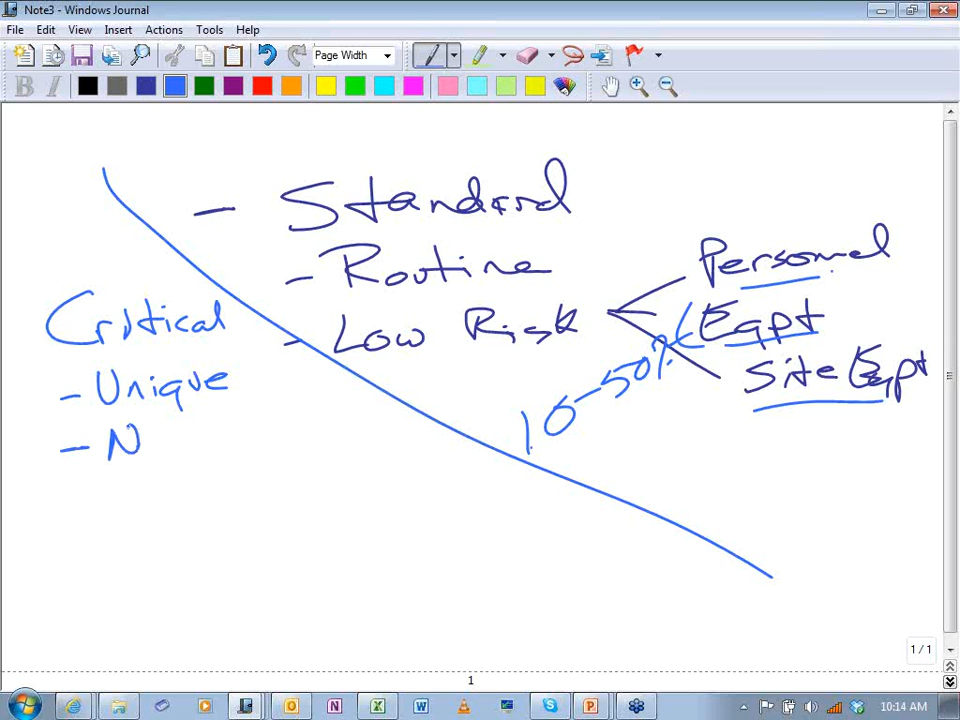 Note3 - Windows Journal
File Edit View Insert Actions Tools Help
Page Width
B I
- Standard
- Routine
- Low Risk
Personnel
Eqpt
Site Eqpt
10-50%
Critical
- Unique
- N
1 / 1
1
10:14 AM